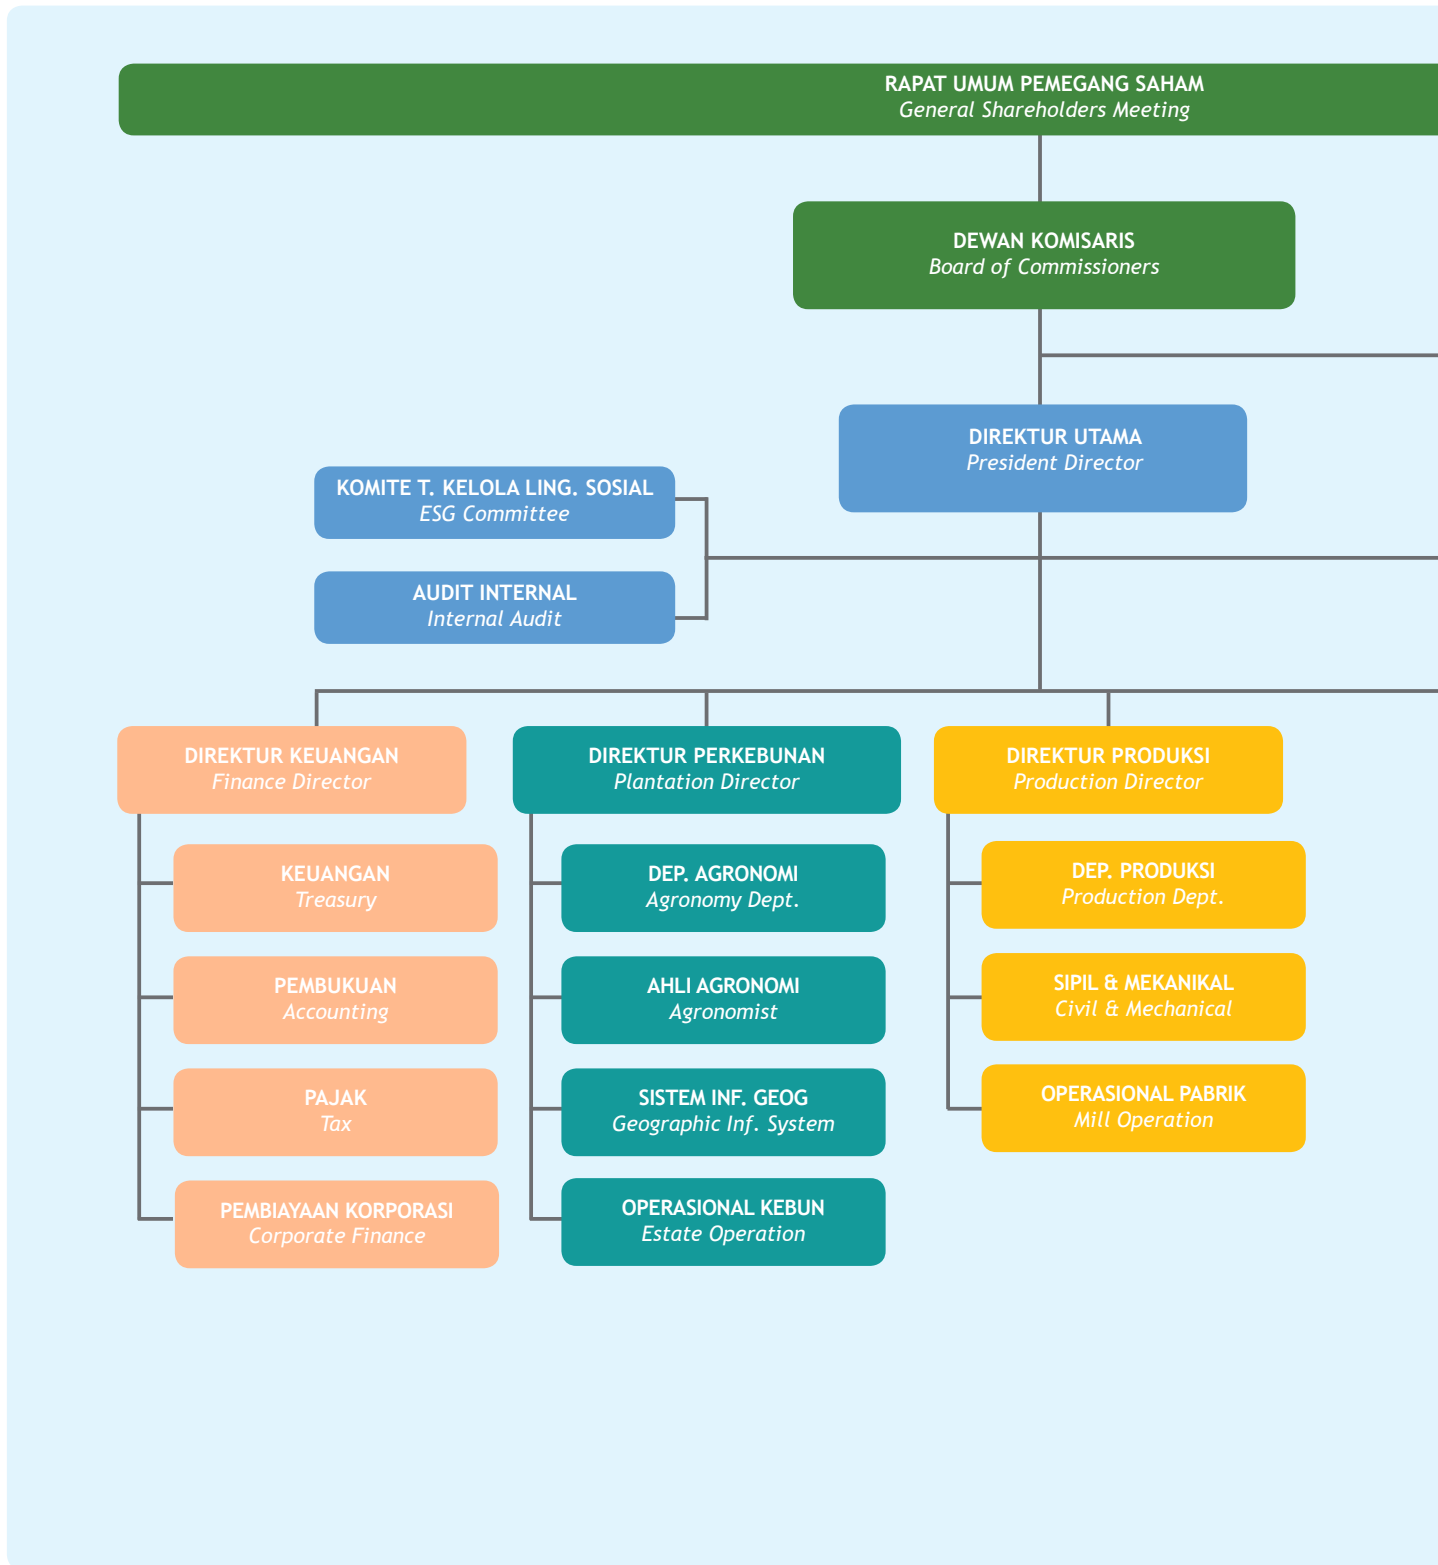 RAPAT UMUM PEMEGANG SAHAM
General Shareholders Meeting
DEWAN KOMISARIS
Board of Commissioners
DIREKTUR UTAMA
President Director
KOMITE T. KELOLA LING. SOSIAL
ESG Committee
AUDIT INTERNAL
Internal Audit
DIREKTUR KEUANGAN
Finance Director
KEUANGAN
Treasury
PEMBUKUAN
Accounting
PAJAK
Tax
PEMBIAYAAN KORPORASI
Corporate Finance
DIREKTUR PERKEBUNAN
Plantation Director
DEP. AGRONOMI
Agronomy Dept.
AHLI AGRONOMI
Agronomist
SISTEM INF. GEOG
Geographic Inf. System
OPERASIONAL KEBUN
Estate Operation
DIREKTUR PRODUKSI
Production Director
DEP. PRODUKSI
Production Dept.
SIPIL & MEKANIKAL
Civil & Mechanical
OPERASIONAL PABRIK
Mill Operation